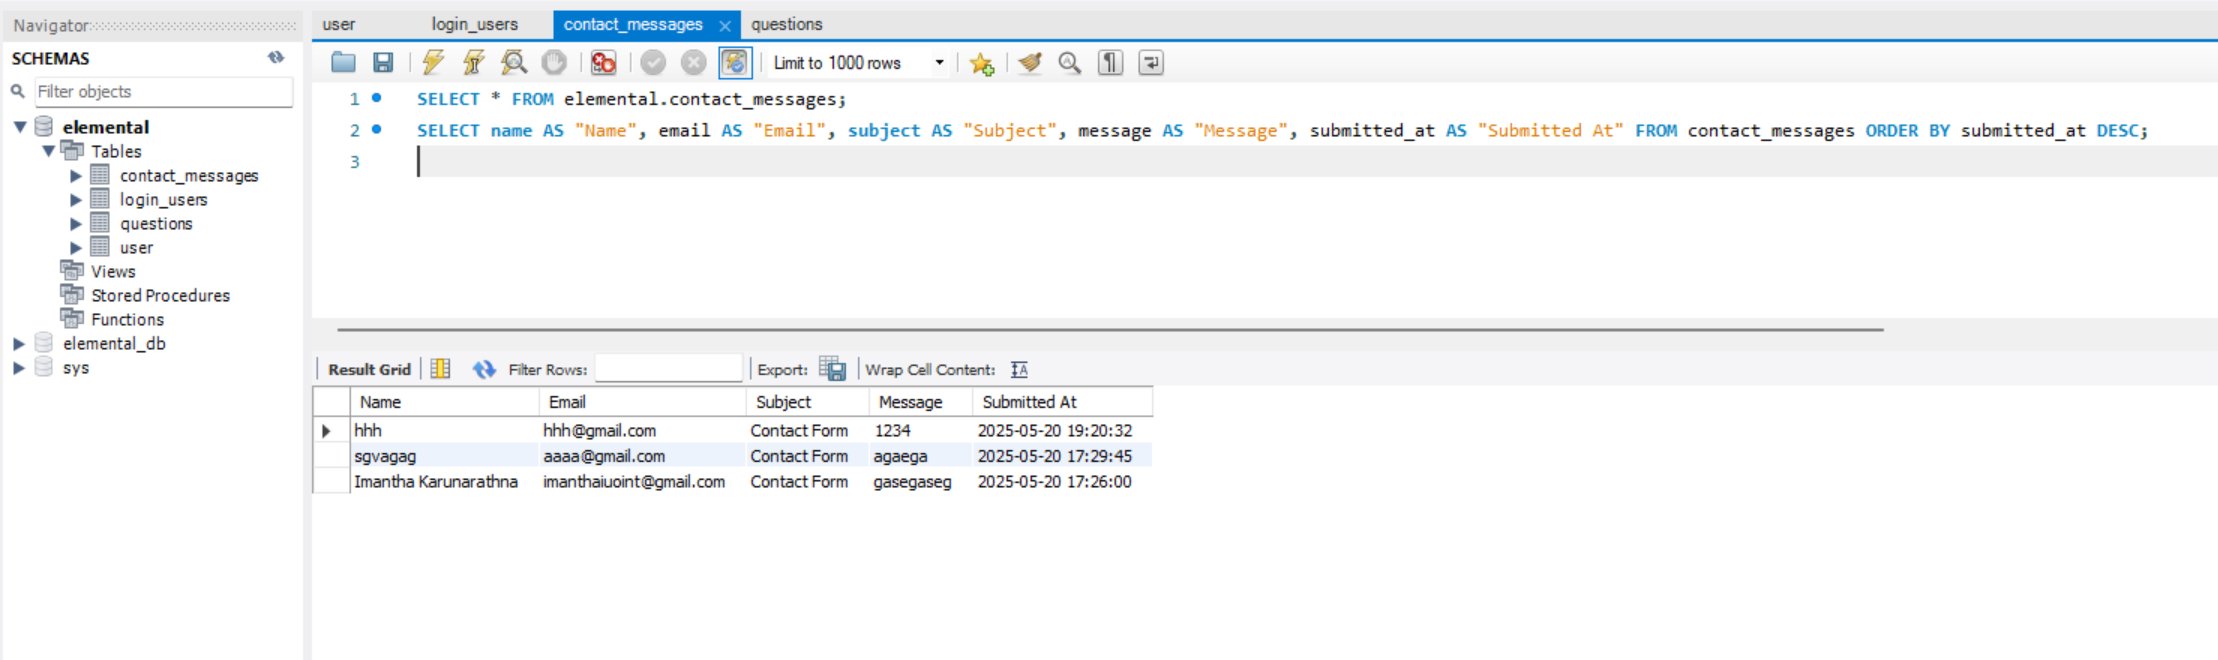 Navigator
SCHEMAS
Filter objects
elemental
Tables
contact_messages
login_users
questions
user
Views
Stored Procedures
Functions
elemental_db
sys
user login_users contact_messages questions
Limit to 1000 rows
1 SELECT * FROM elemental.contact_messages;
2 SELECT name AS "Name", email AS "Email", subject AS "Subject", message AS "Message", submitted_at AS "Submitted At" FROM contact_messages ORDER BY submitted_at DESC;
3
Result Grid Filter Rows: Export: Wrap Cell Content:
Name Email Subject Message Submitted At
hhh hhh@gmail.com Contact Form 1234 2025-05-20 19:20:32
sgvagag aaaa@gmail.com Contact Form agaega 2025-05-20 17:29:45
Imantha Karunarathna imanthaiuoint@gmail.com Contact Form gasegaseg 2025-05-20 17:26:00